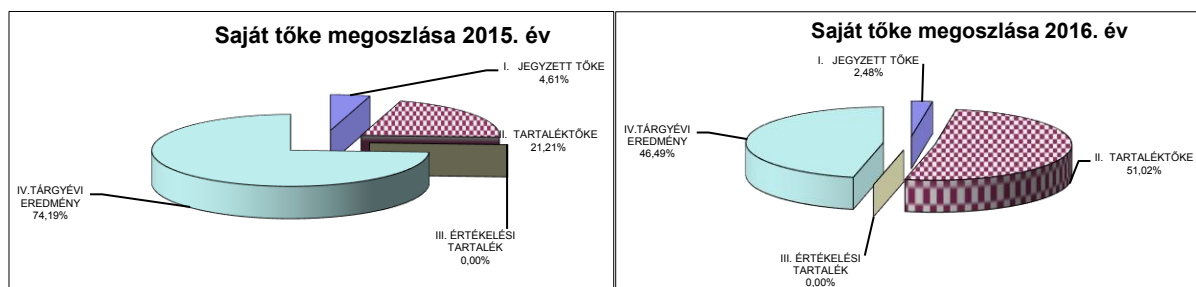 Saját tőke megoszlása 2015. év
I. JEGYZETT TŐKE
4,61%
II. TARTALÉKTŐKE
21,21%
IV.TÁRGYÉVI
EREDMÉNY
74,19%
III. ÉRTÉKELÉSI
TARTALÉK
0,00%
Saját tőke megoszlása 2016. év
I. JEGYZETT TŐKE
2,48%
IV.TÁRGYÉVI
EREDMÉNY
46,49%
II. TARTALÉKTŐKE
51,02%
III. ÉRTÉKELÉSI
TARTALÉK
0,00%